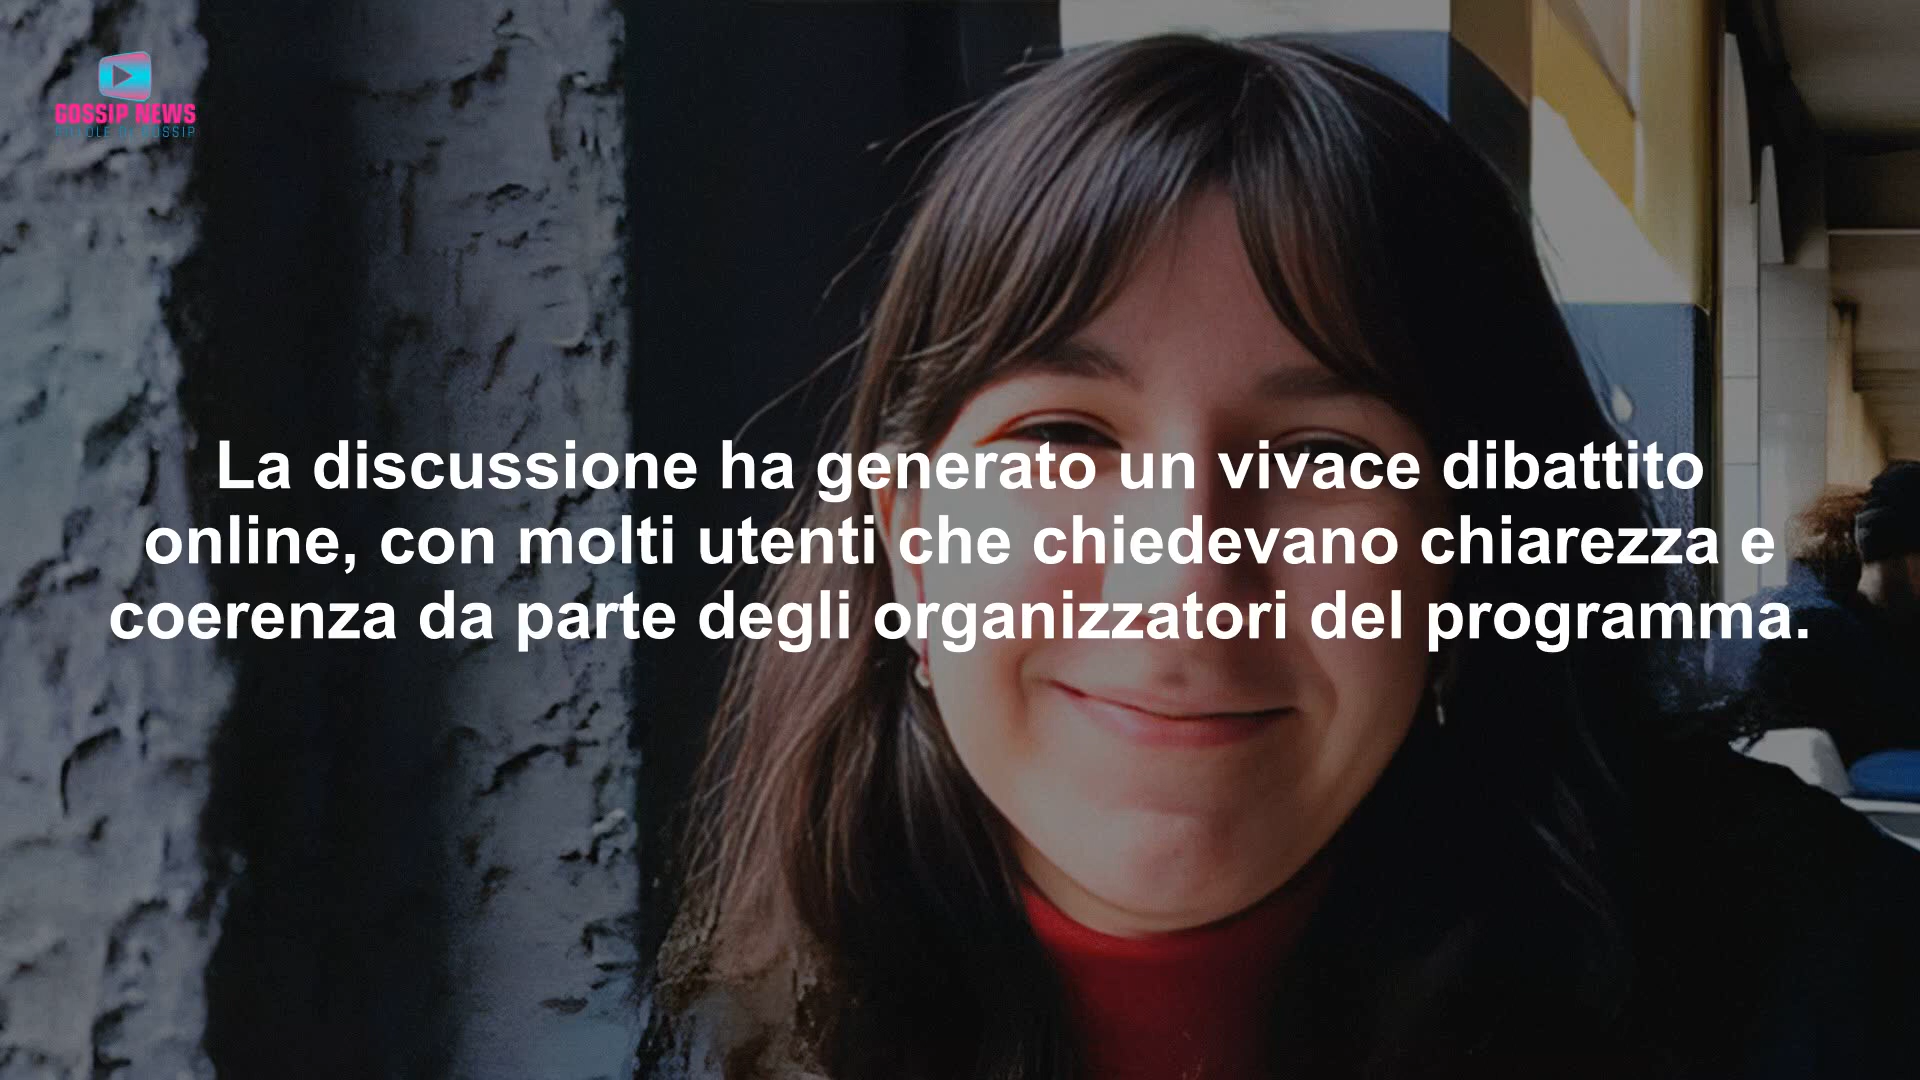 GOSSIP NEWS
La discussione ha generato un vivace dibattito
online, con molti utenti che chiedevano chiarezza e
coerenza da parte degli organizzatori del programma.